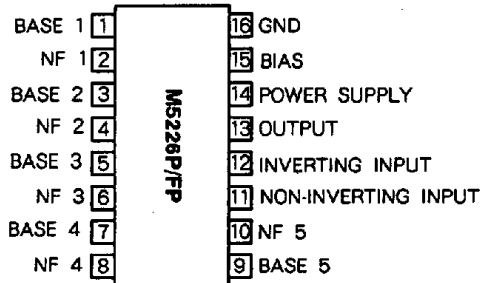 BASE 1 1 16 GND
NF 1 2 15 BIAS
BASE 2 3 14 POWER SUPPLY
NF 2 4 13 OUTPUT
BASE 3 5 12 INVERTING INPUT
NF 3 6 11 NON-INVERTING INPUT
BASE 4 7 10 NF 5
NF 4 8 9 BASE 5
M5226P/FP